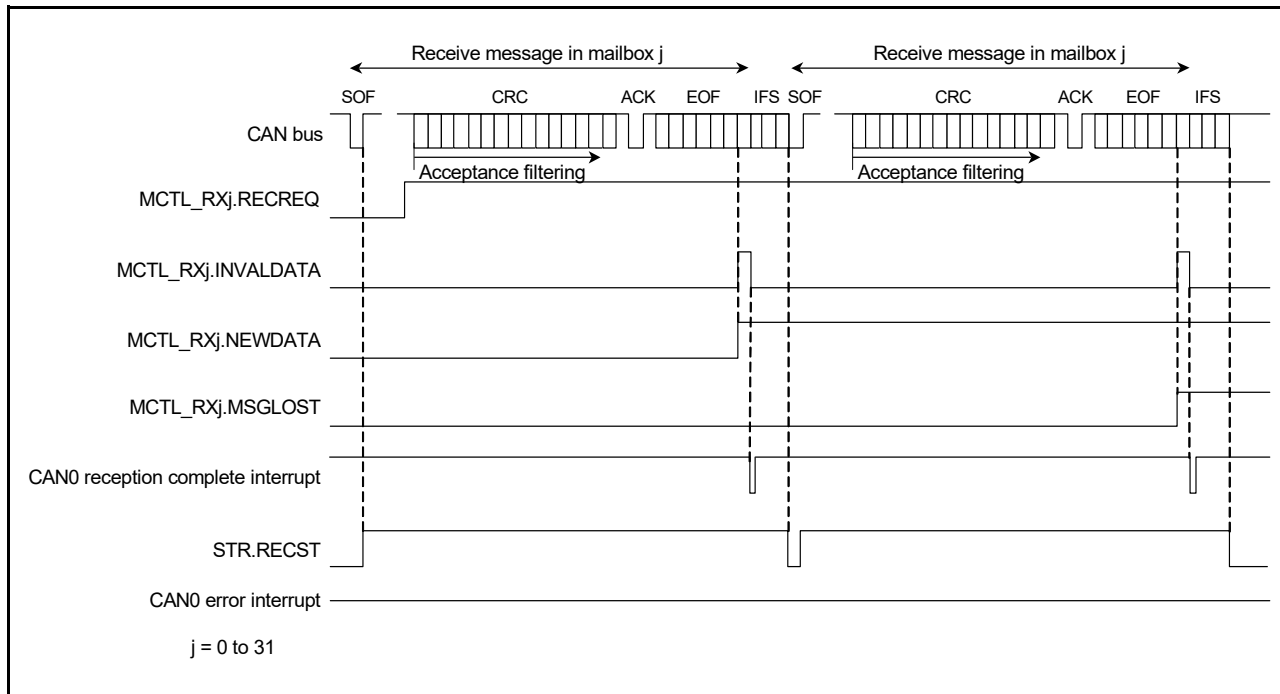 Receive message in mailbox j Receive message in mailbox j
SOF CRC ACK EOF IFS SOF CRC ACK EOF IFS
CAN bus
Acceptance filtering Acceptance filtering
MCTL_RXj.RECREQ
MCTL_RXj.INVALDATA
MCTL_RXj.NEWDATA
MCTL_RXj.MSGLOST
CAN0 reception complete interrupt
STR.RECST
CAN0 error interrupt
j = 0 to 31